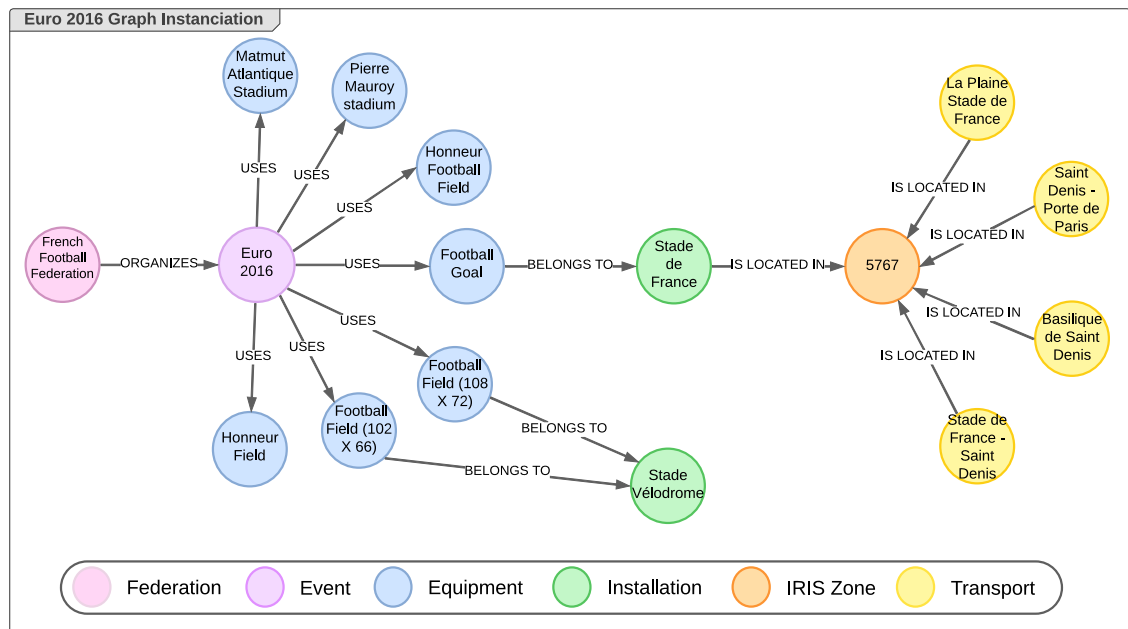 Euro 2016 Graph Instanciation
Matmut
Atlantique
Stadium
Pierre
Mauroy
stadium
La Plaine
Stade de
France
USES
USES
Honneur
Football
Field
IS LOCATED IN
Saint
Denis -
Porte de
Paris
USES
French
Football
Federation
ORGANIZES
Euro
2016
USES
Football
Goal
BELONGS TO
Stade
de
France
IS LOCATED IN
5767
IS LOCATED IN
USES
IS LOCATED IN
Basilique
de Saint
Denis
USES
USES
IS LOCATED IN
Football
Field (108
X 72)
Football
Field (102
X 66)
BELONGS TO
Stade de
France -
Saint
Denis
Honneur
Field
BELONGS TO
Stade
Vélodrome
Federation
Event
Equipment
Installation
IRIS Zone
Transport